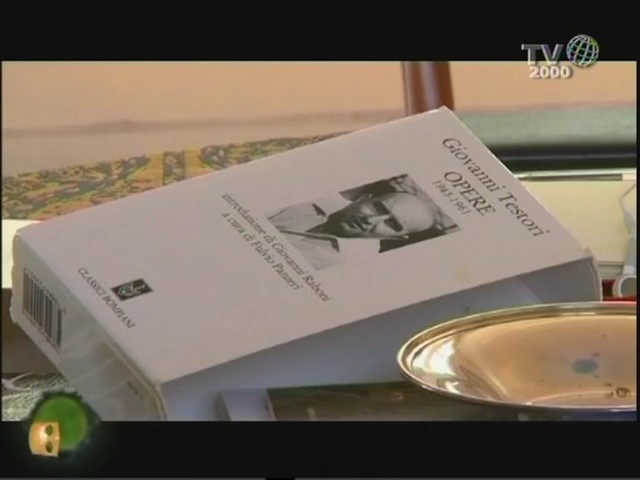 TV
2000
Giovanni Testori
OPERE
1943-1961
introduzione di Giovanni Raboni
a cura di Fulvio Panzeri
CLASSICI BOMPIANI